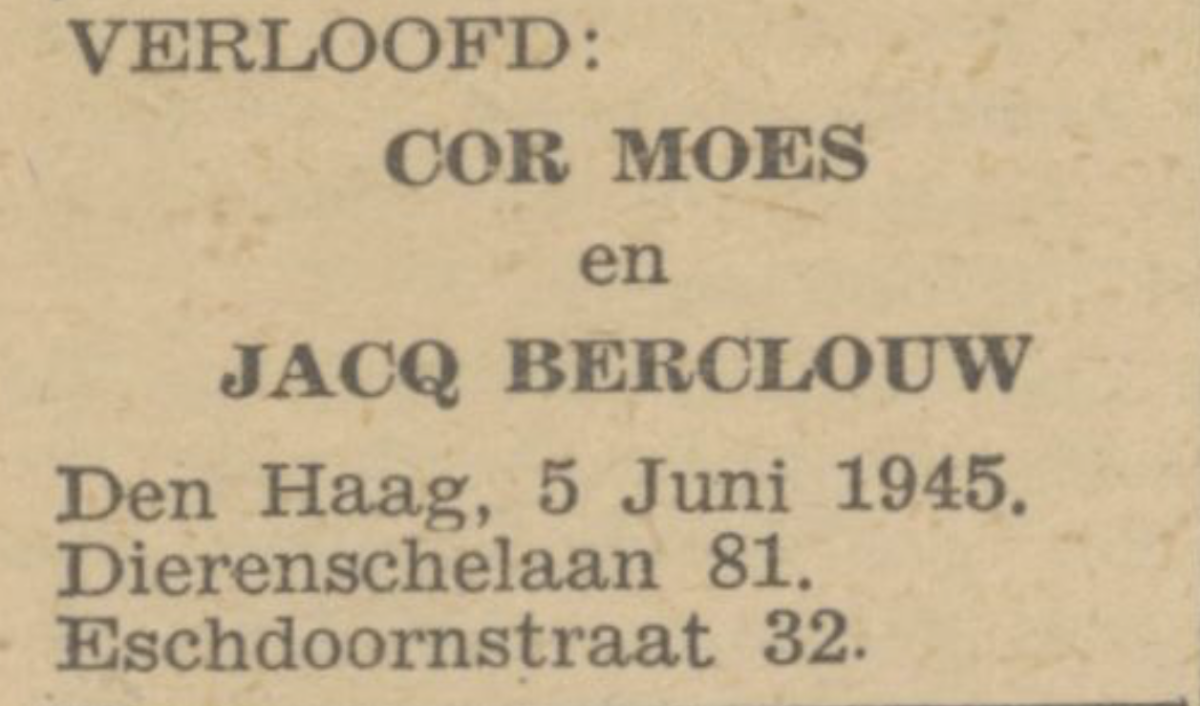 VERLOOFD:
COR MOES
en
JACQ BERCLOUW
Den Haag, 5 Juni 1945.
Dierenschelaan 81.
Eschdoornstraat 32.